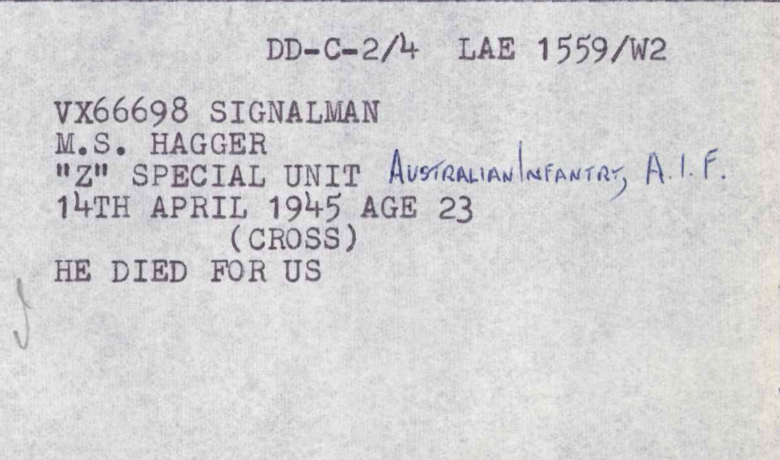 DD-C-2/4 LAE 1559/W2
VX66698 SIGNALMAN
M.S. HAGGER
"Z" SPECIAL UNIT AUSTRALIAN INFANTRY, A.I.F.
14TH APRIL 1945 AGE 23
(CROSS)
HE DIED FOR US